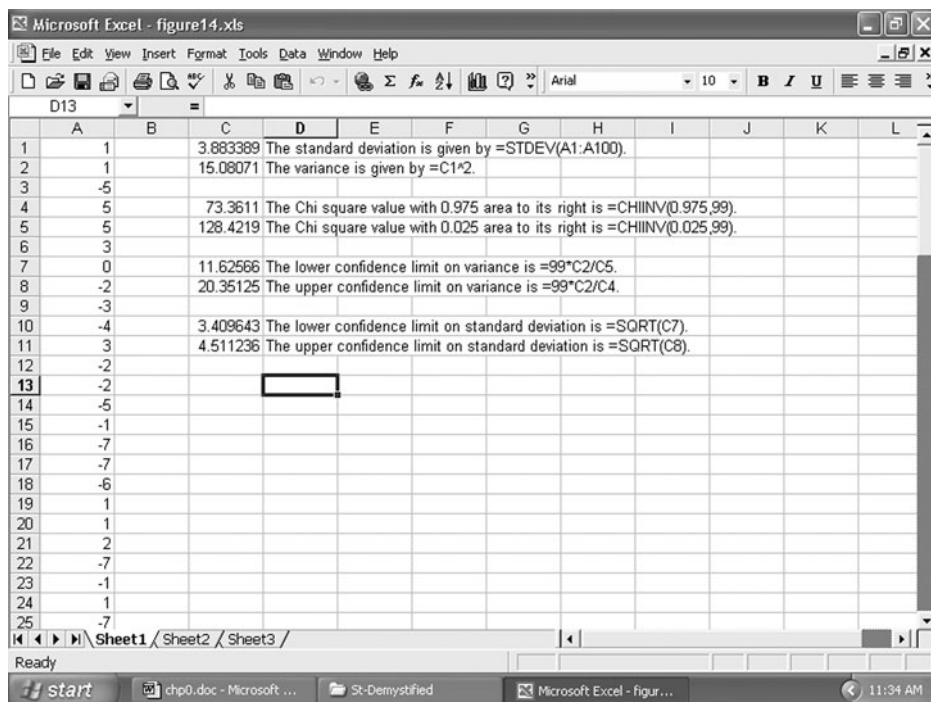 Microsoft Excel - figure14.xls
File Edit View Insert Format Tools Data Window Help
Arial 10 B I U
D13 =
A B C D E F G H I J K L
1 1 3.883389 The standard deviation is given by =STDEV(A1:A100).
2 1 15.08071 The variance is given by =C1^2.
3 -5
4 5 73.3611 The Chi square value with 0.975 area to its right is =CHIINV(0.975,99).
5 5 128.4219 The Chi square value with 0.025 area to its right is =CHIINV(0.025,99).
6 3
7 0 11.62566 The lower confidence limit on variance is =99*C2/C5.
8 -2 20.35125 The upper confidence limit on variance is =99*C2/C4.
9 -3
10 -4 3.409643 The lower confidence limit on standard deviation is =SQRT(C7).
11 3 4.511236 The upper confidence limit on standard deviation is =SQRT(C8).
12 -2
13 -2
14 -5
15 -1
16 -7
17 -7
18 -6
19 1
20 1
21 2
22 -7
23 -1
24 1
25 -7
Sheet1 / Sheet2 / Sheet3 /
Ready
start chp0.doc - Microsoft ... St-Demystified Microsoft Excel - figur... 11:34 AM